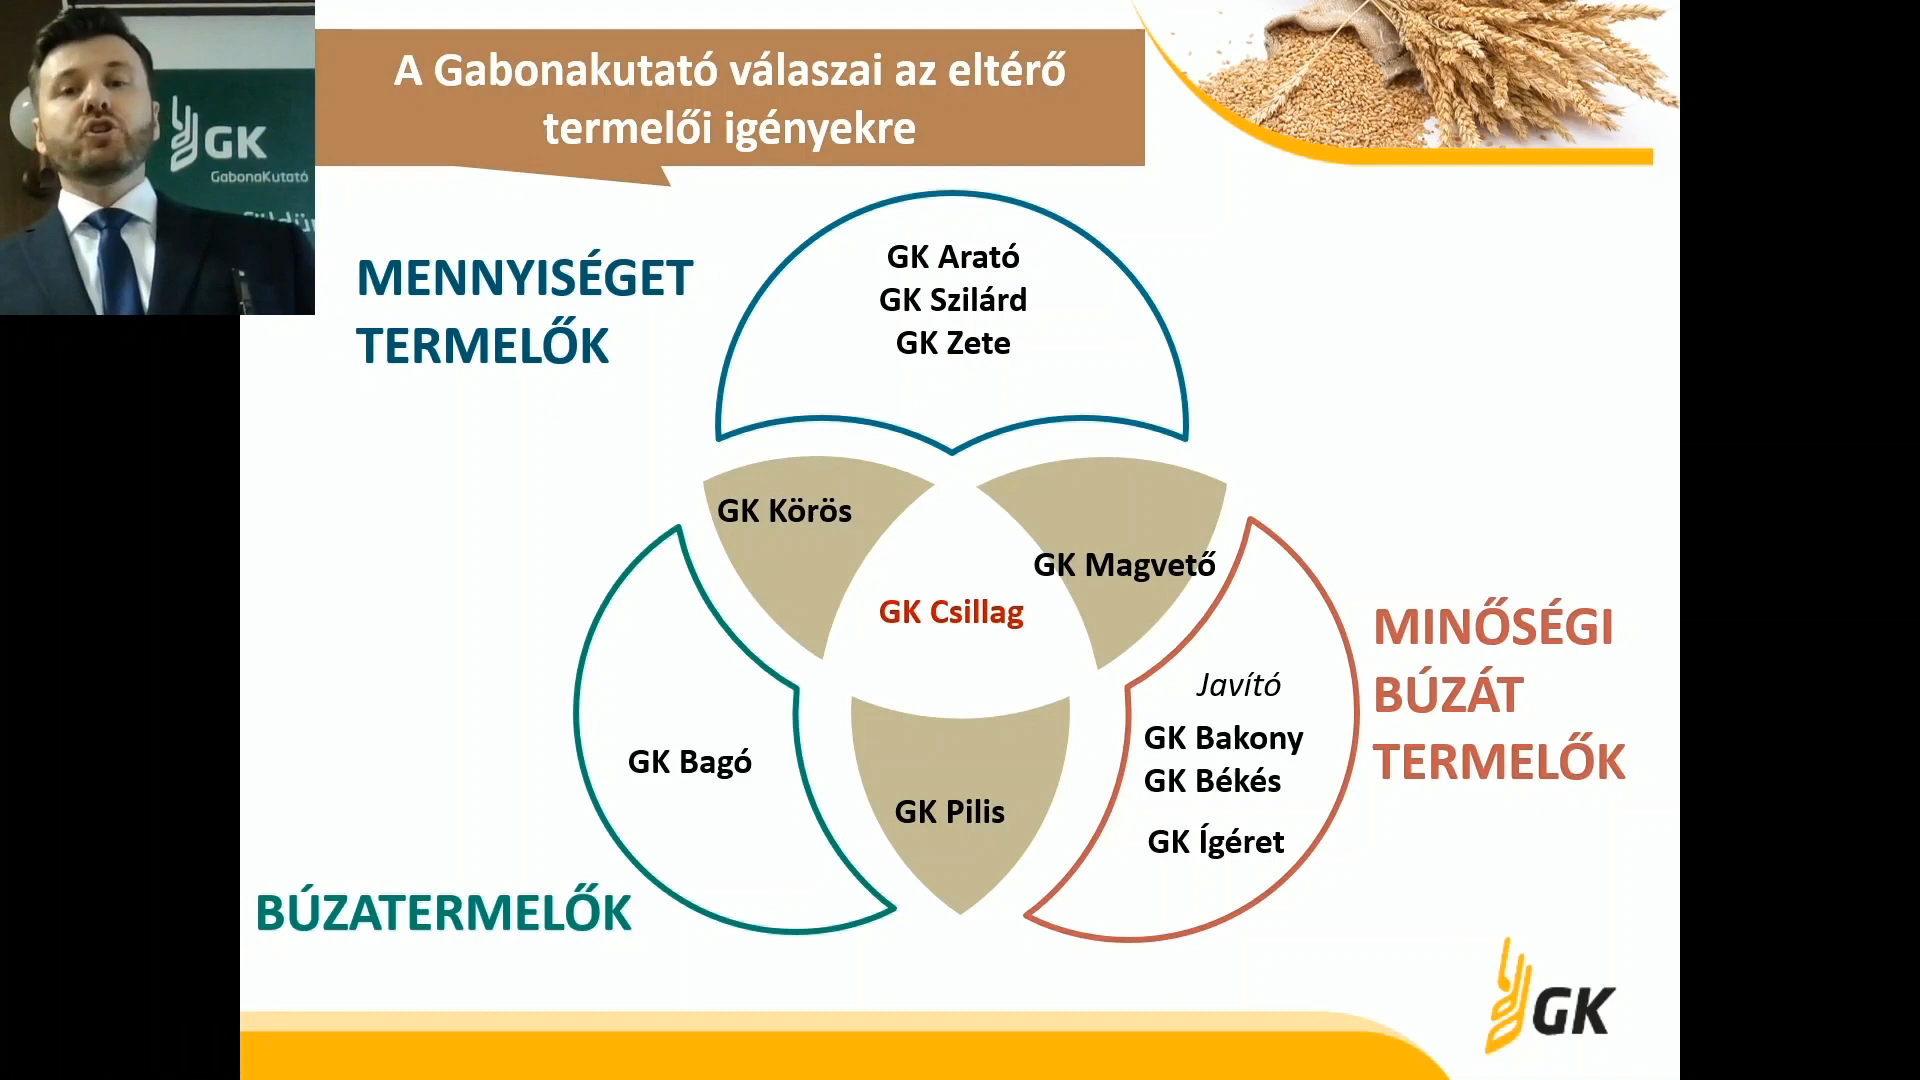 A Gabonakutató válaszai az eltérő
termelői igényekre
GK
GabonaKutató
MENNYISÉGET
TERMELŐK
GK Arató
GK Szilárd
GK Zete
GK Körös
GK Magvető
GK Csillag
MINŐSÉGI
BÚZÁT
TERMELŐK
Javító
GK Bakony
GK Békés
GK Ígéret
GK Bagó
GK Pilis
BÚZATERMELŐK
GK